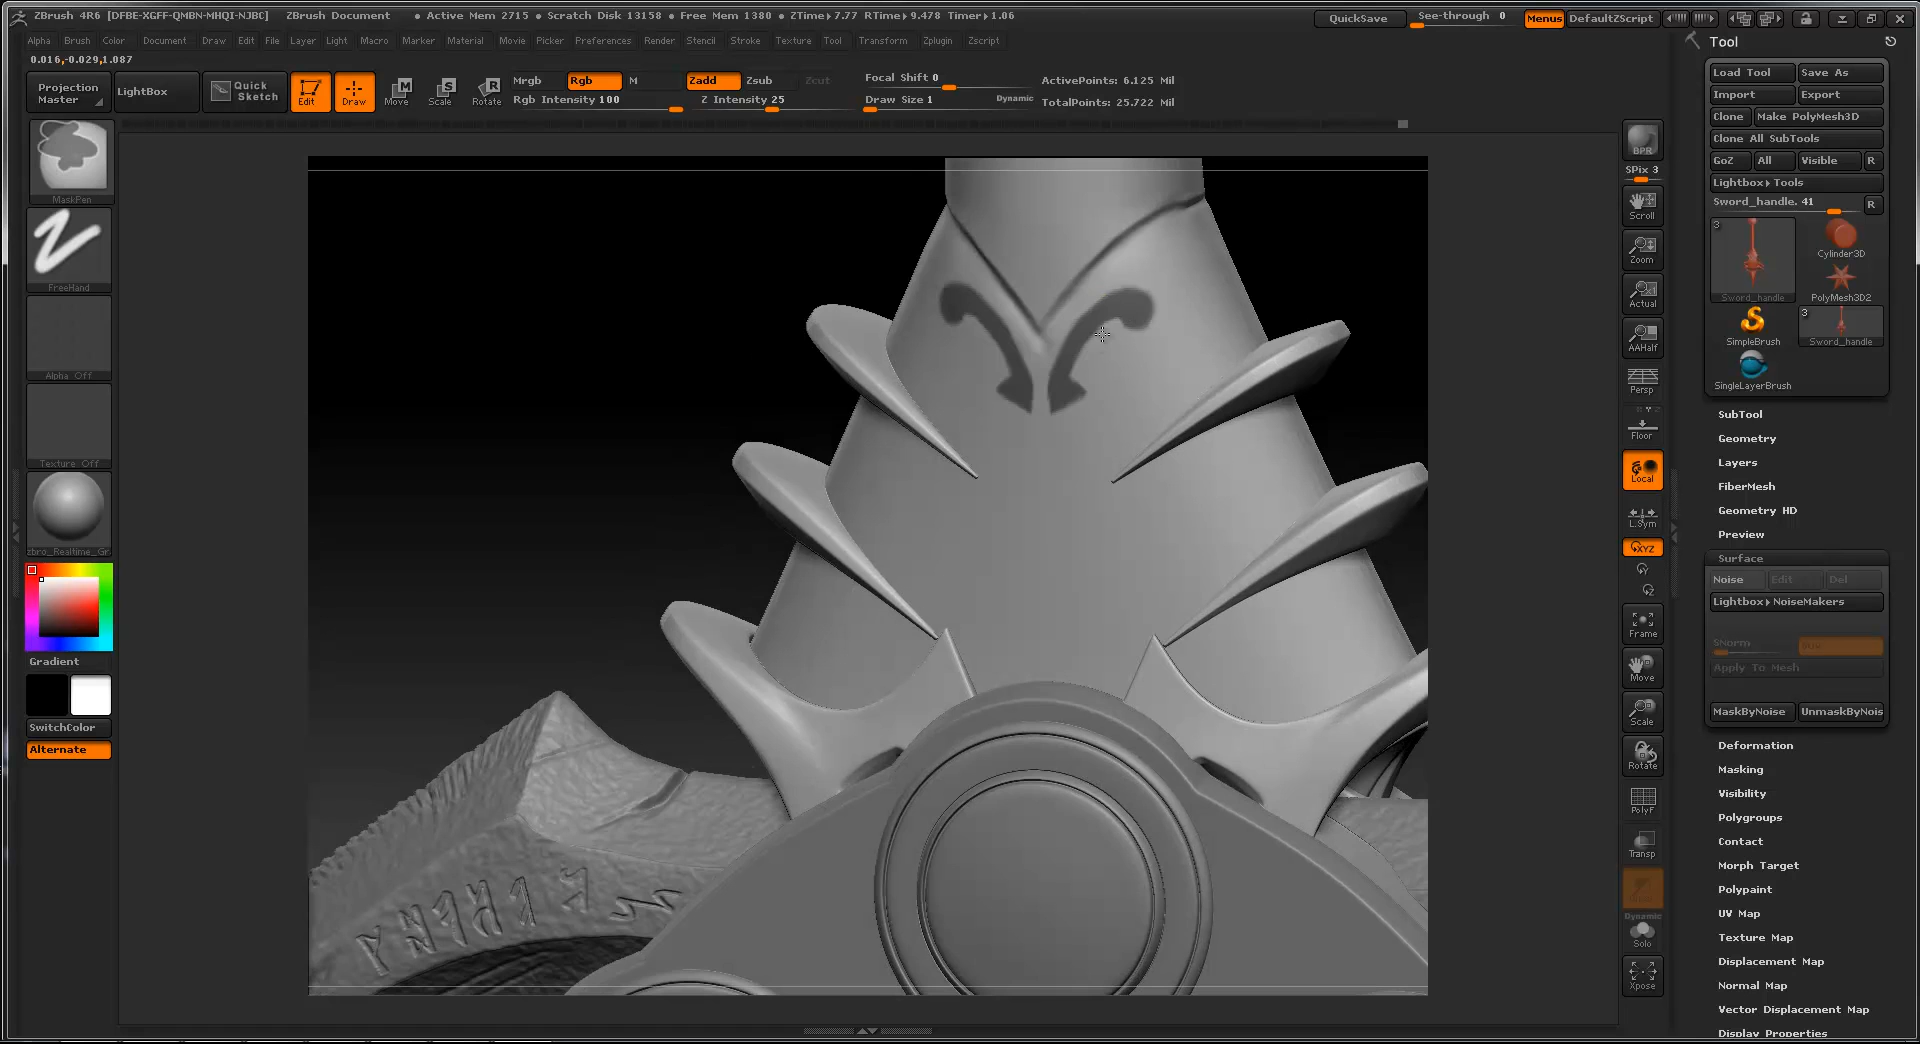 ZBrush 4R6 [DFBE-XGFF-QMBN-MHQI-NJBC] ZBrush Document • Active Mem 2715 • Scratch Disk 13158 • Free Mem 1380 • ZTime▸7.77 RTime▸9.478 Timer▸1.06 QuickSave See-through 0 Menus DefaultZScript
Alpha Brush Color Document Draw Edit File Layer Light Macro Marker Material Movie Picker Preferences Render Stencil Stroke Texture Tool Transform Zplugin Zscript
0.016,-0.029,1.087
Projection Master
LightBox
Quick Sketch
Edit
Draw
Move
Scale
Rotate
Mrgb Rgb M Zadd Zsub Zcut
Rgb Intensity 100 Z Intensity 25
Focal Shift 0
Draw Size 1 Dynamic
ActivePoints: 6.125 Mil
TotalPoints: 25.722 Mil
MaskPen
FreeHand
Alpha Off
Texture Off
zbro_Realtime_Gr
Gradient
SwitchColor
Alternate
BPR
SPix 3
Scroll
Zoom
Actual
AAHalf
Persp
Floor
Local
L.Sym
XYZ
Frame
Move
Scale
Rotate
PolyF
Transp
Dynamic
Solo
Xpose
Tool
Load Tool Save As
Import Export
Clone Make PolyMesh3D
Clone All SubTools
GoZ All Visible R
Lightbox▸Tools
Sword_handle. 41 R
3
Sword_handle
Cylinder3D
PolyMesh3D2
SimpleBrush
3
Sword_handle
SingleLayerBrush
SubTool
Geometry
Layers
FiberMesh
Geometry HD
Preview
Surface
Noise Edit Del
Lightbox▸NoiseMakers
SNorm
Apply To Mesh
MaskByNoise UnmaskByNois
Deformation
Masking
Visibility
Polygroups
Contact
Morph Target
Polypaint
UV Map
Texture Map
Displacement Map
Normal Map
Vector Displacement Map
Display Properties